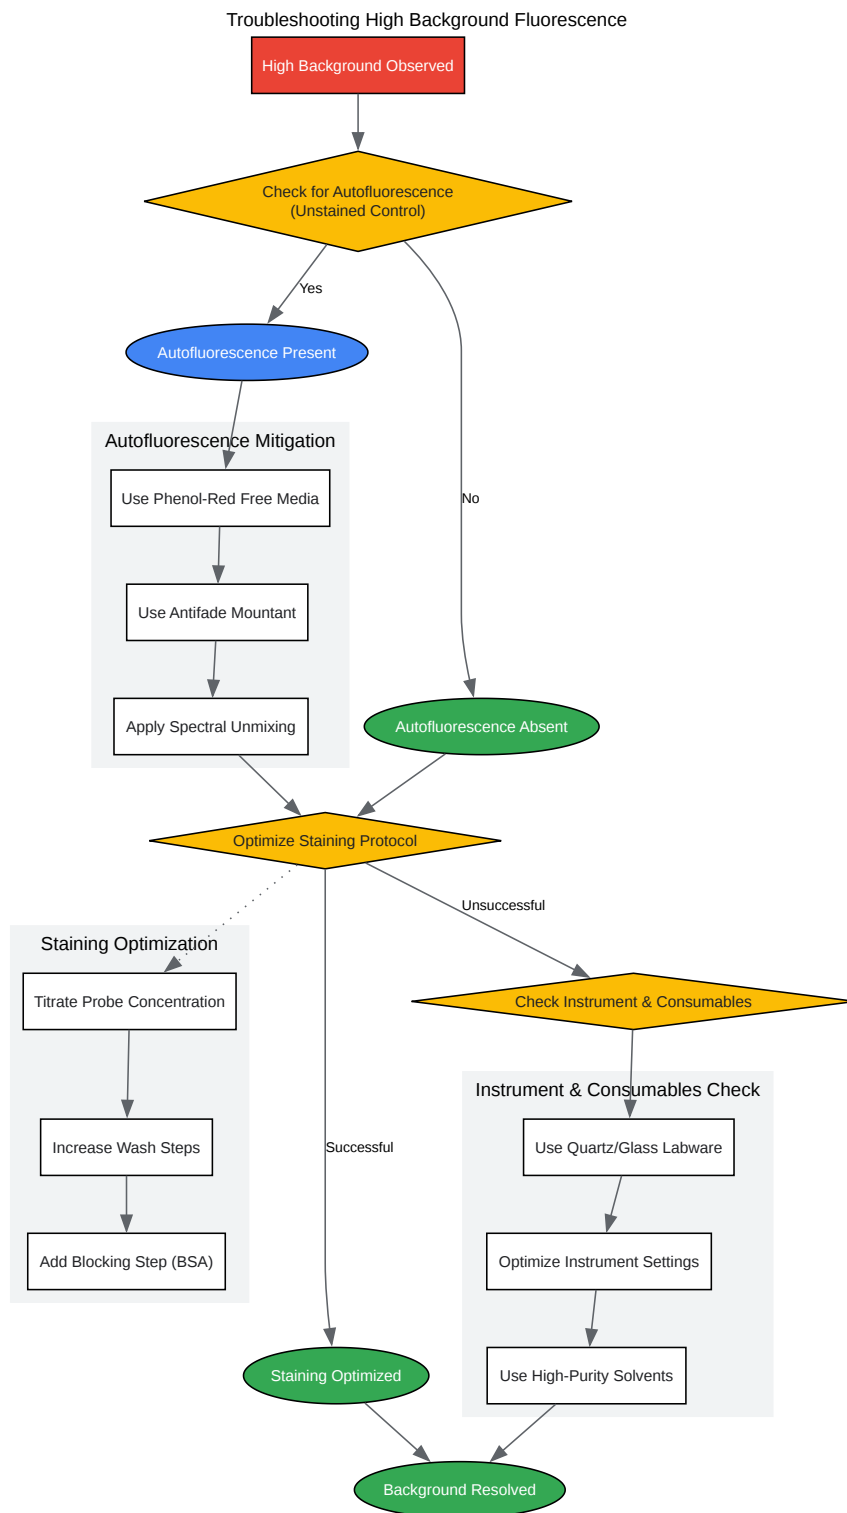 Troubleshooting High Background Fluorescence
High Background Observed
Check for Autofluorescence
(Unstained Control)
Yes
Autofluorescence Present
Autofluorescence Mitigation
Use Phenol-Red Free Media
No
Use Antifade Mountant
Apply Spectral Unmixing
Autofluorescence Absent
Optimize Staining Protocol
Unsuccessful
Staining Optimization
Titrate Probe Concentration
Check Instrument & Consumables
Instrument & Consumables Check
Increase Wash Steps
Successful
Use Quartz/Glass Labware
Add Blocking Step (BSA)
Optimize Instrument Settings
Staining Optimized
Use High-Purity Solvents
Background Resolved